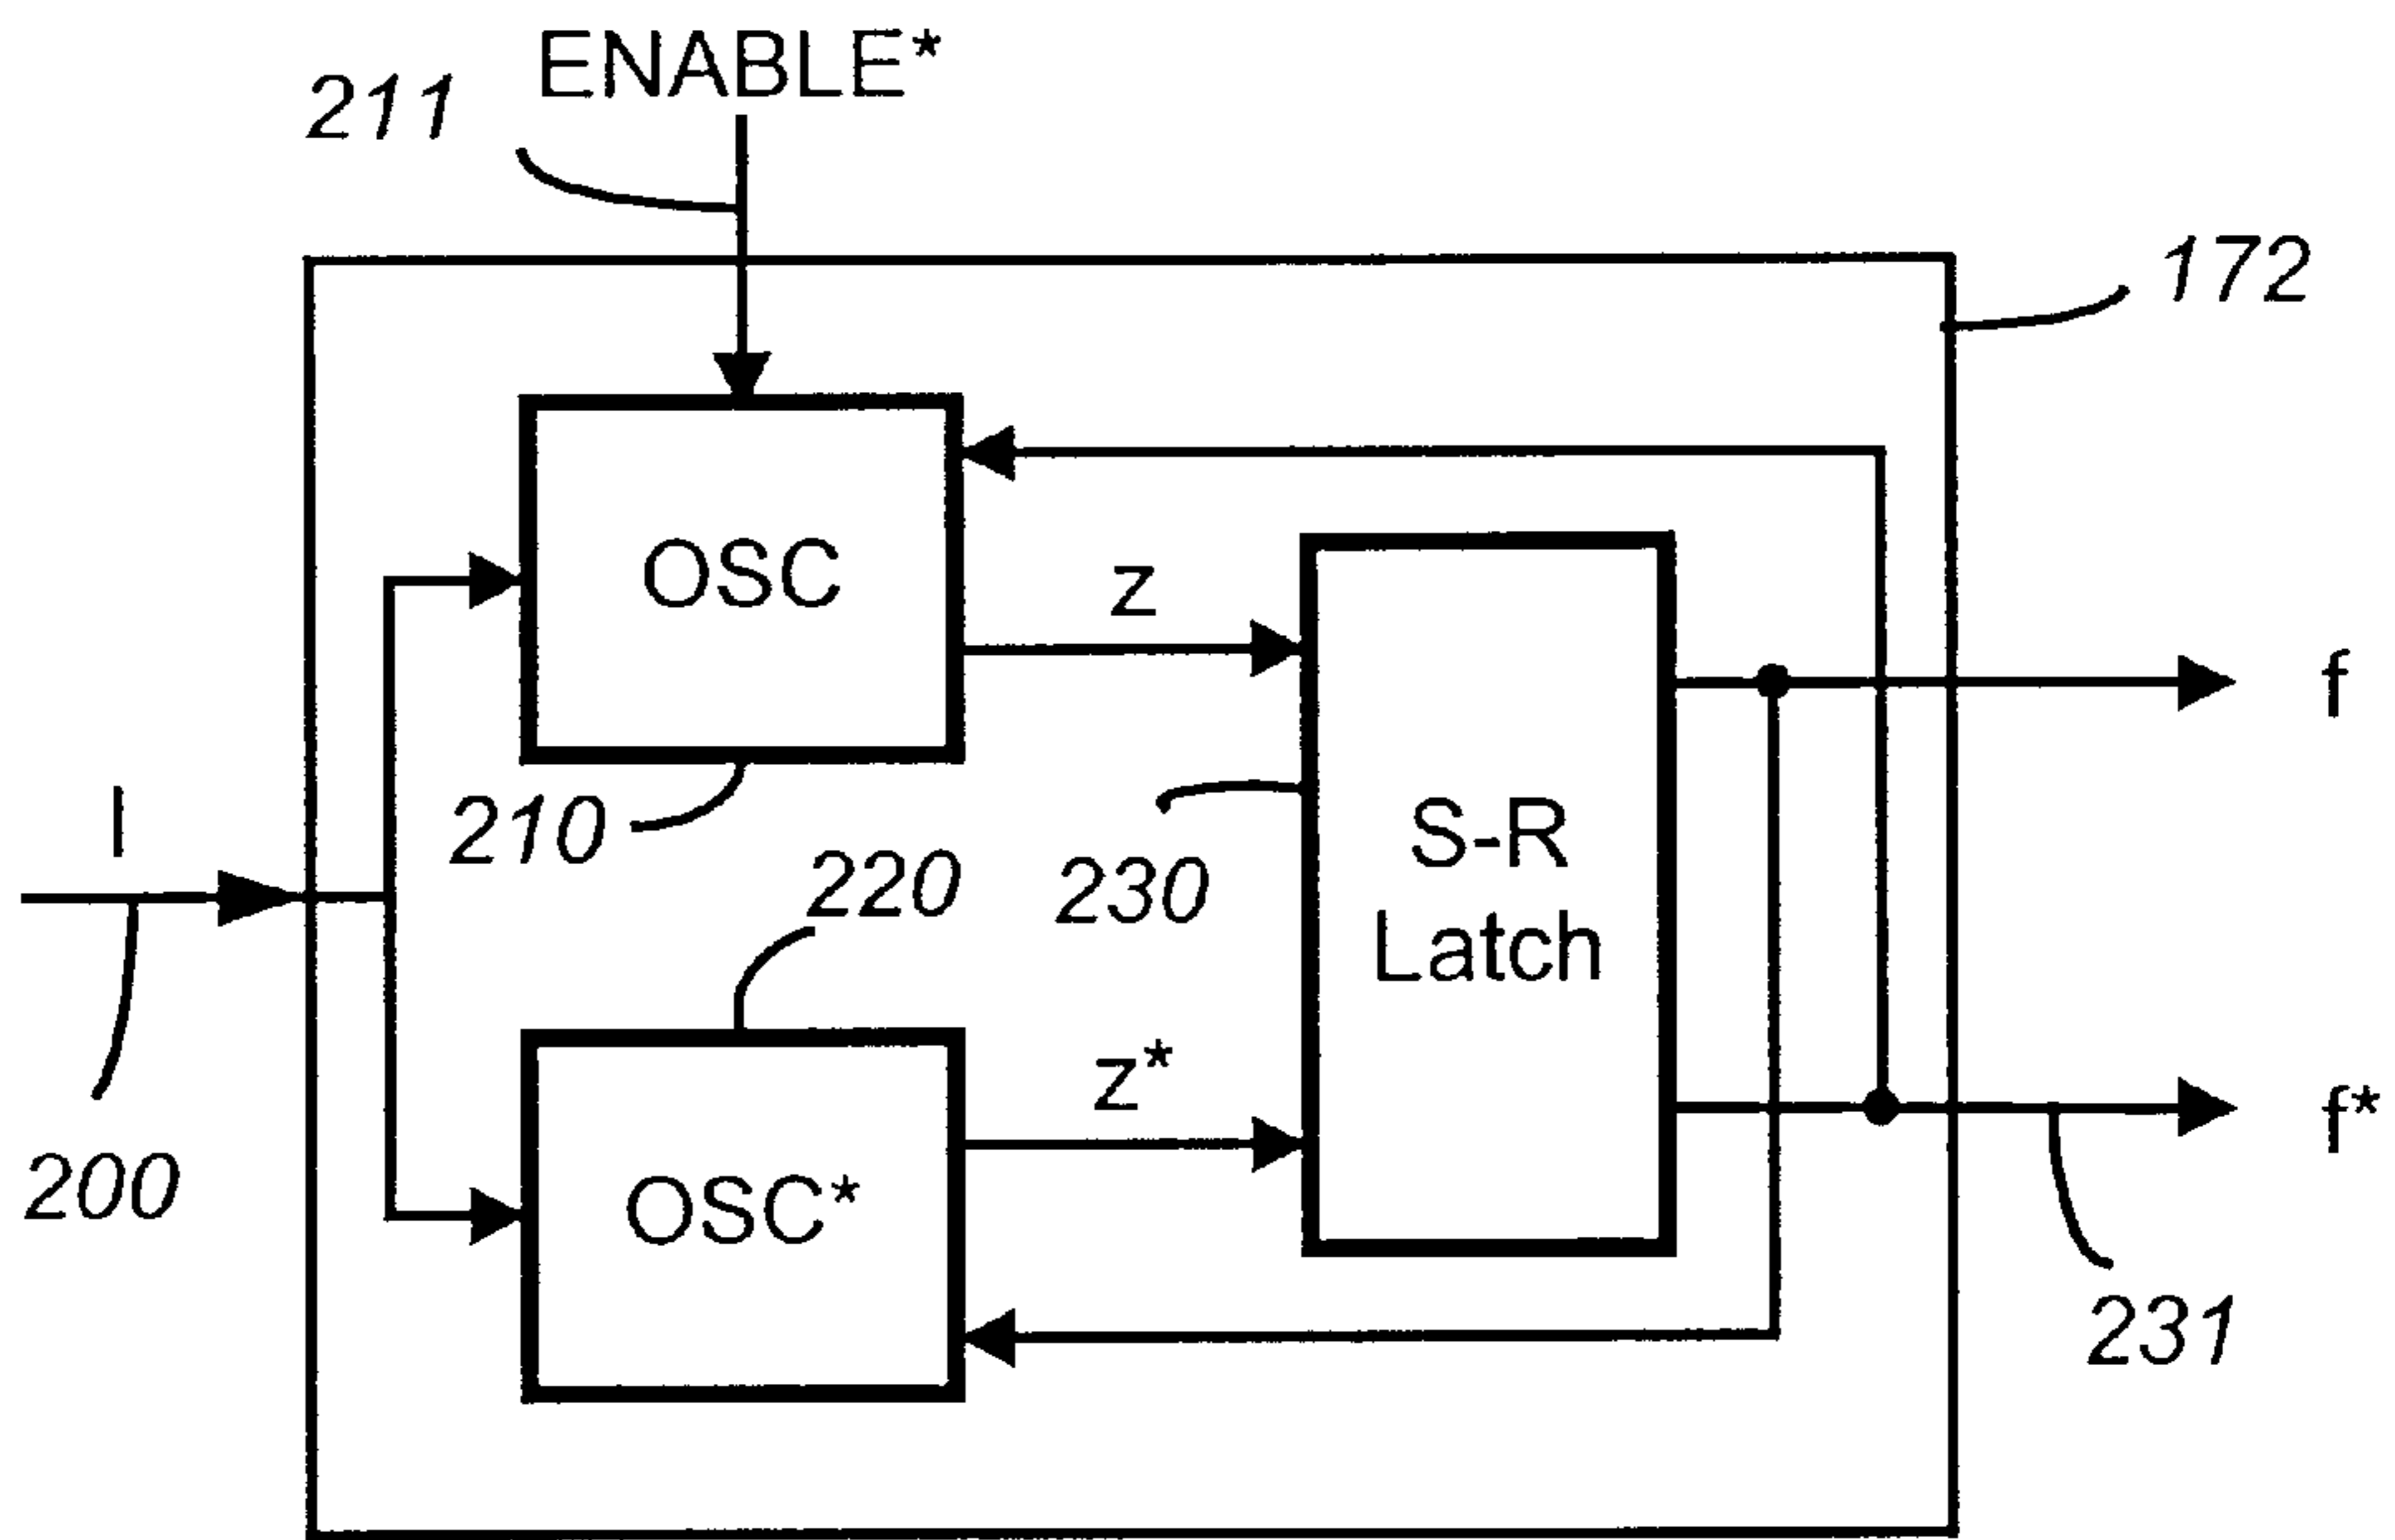 ENABLE*
211
172
OSC
z
f
I
210
220
230
S-R
Latch
z*
f*
OSC*
200
231